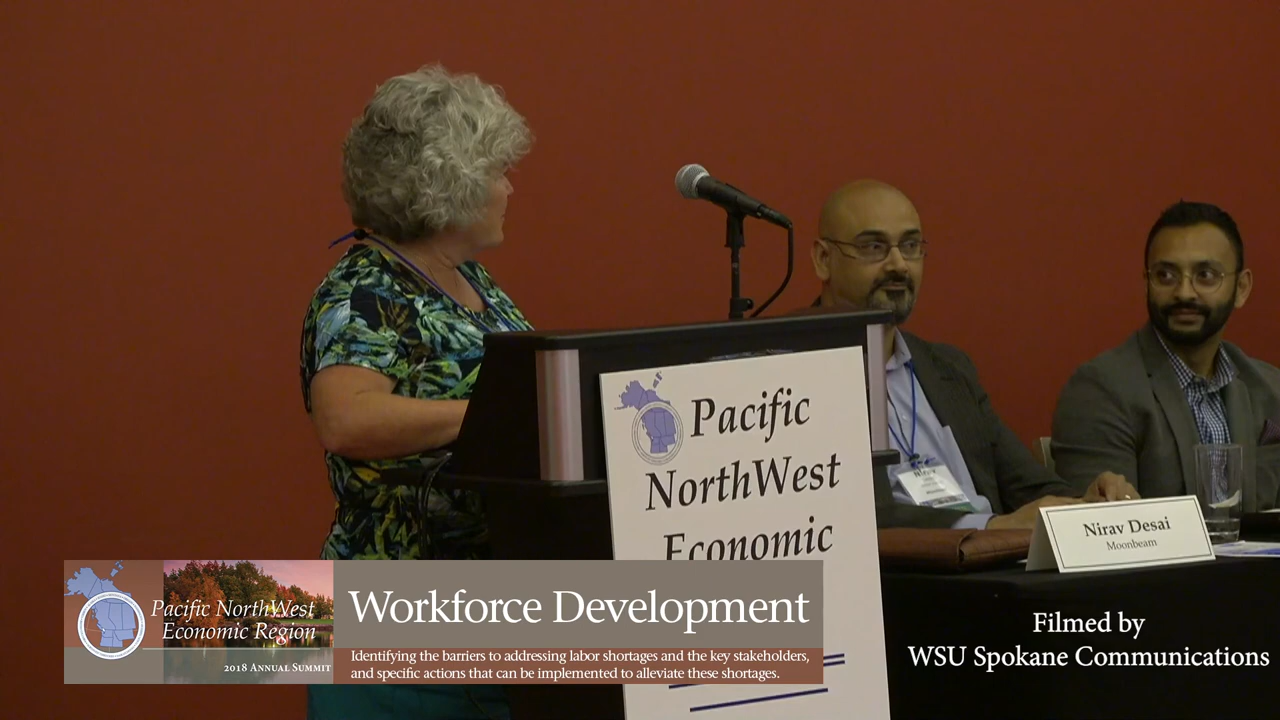 Pacific
NorthWest
Economic
Nirav Desai
Moonbeam
Pacific NorthWest
Economic Region
2018 Annual Summit
Workforce Development
Identifying the barriers to addressing labor shortages and the key stakeholders,
and specific actions that can be implemented to alleviate these shortages.
Filmed by
WSU Spokane Communications